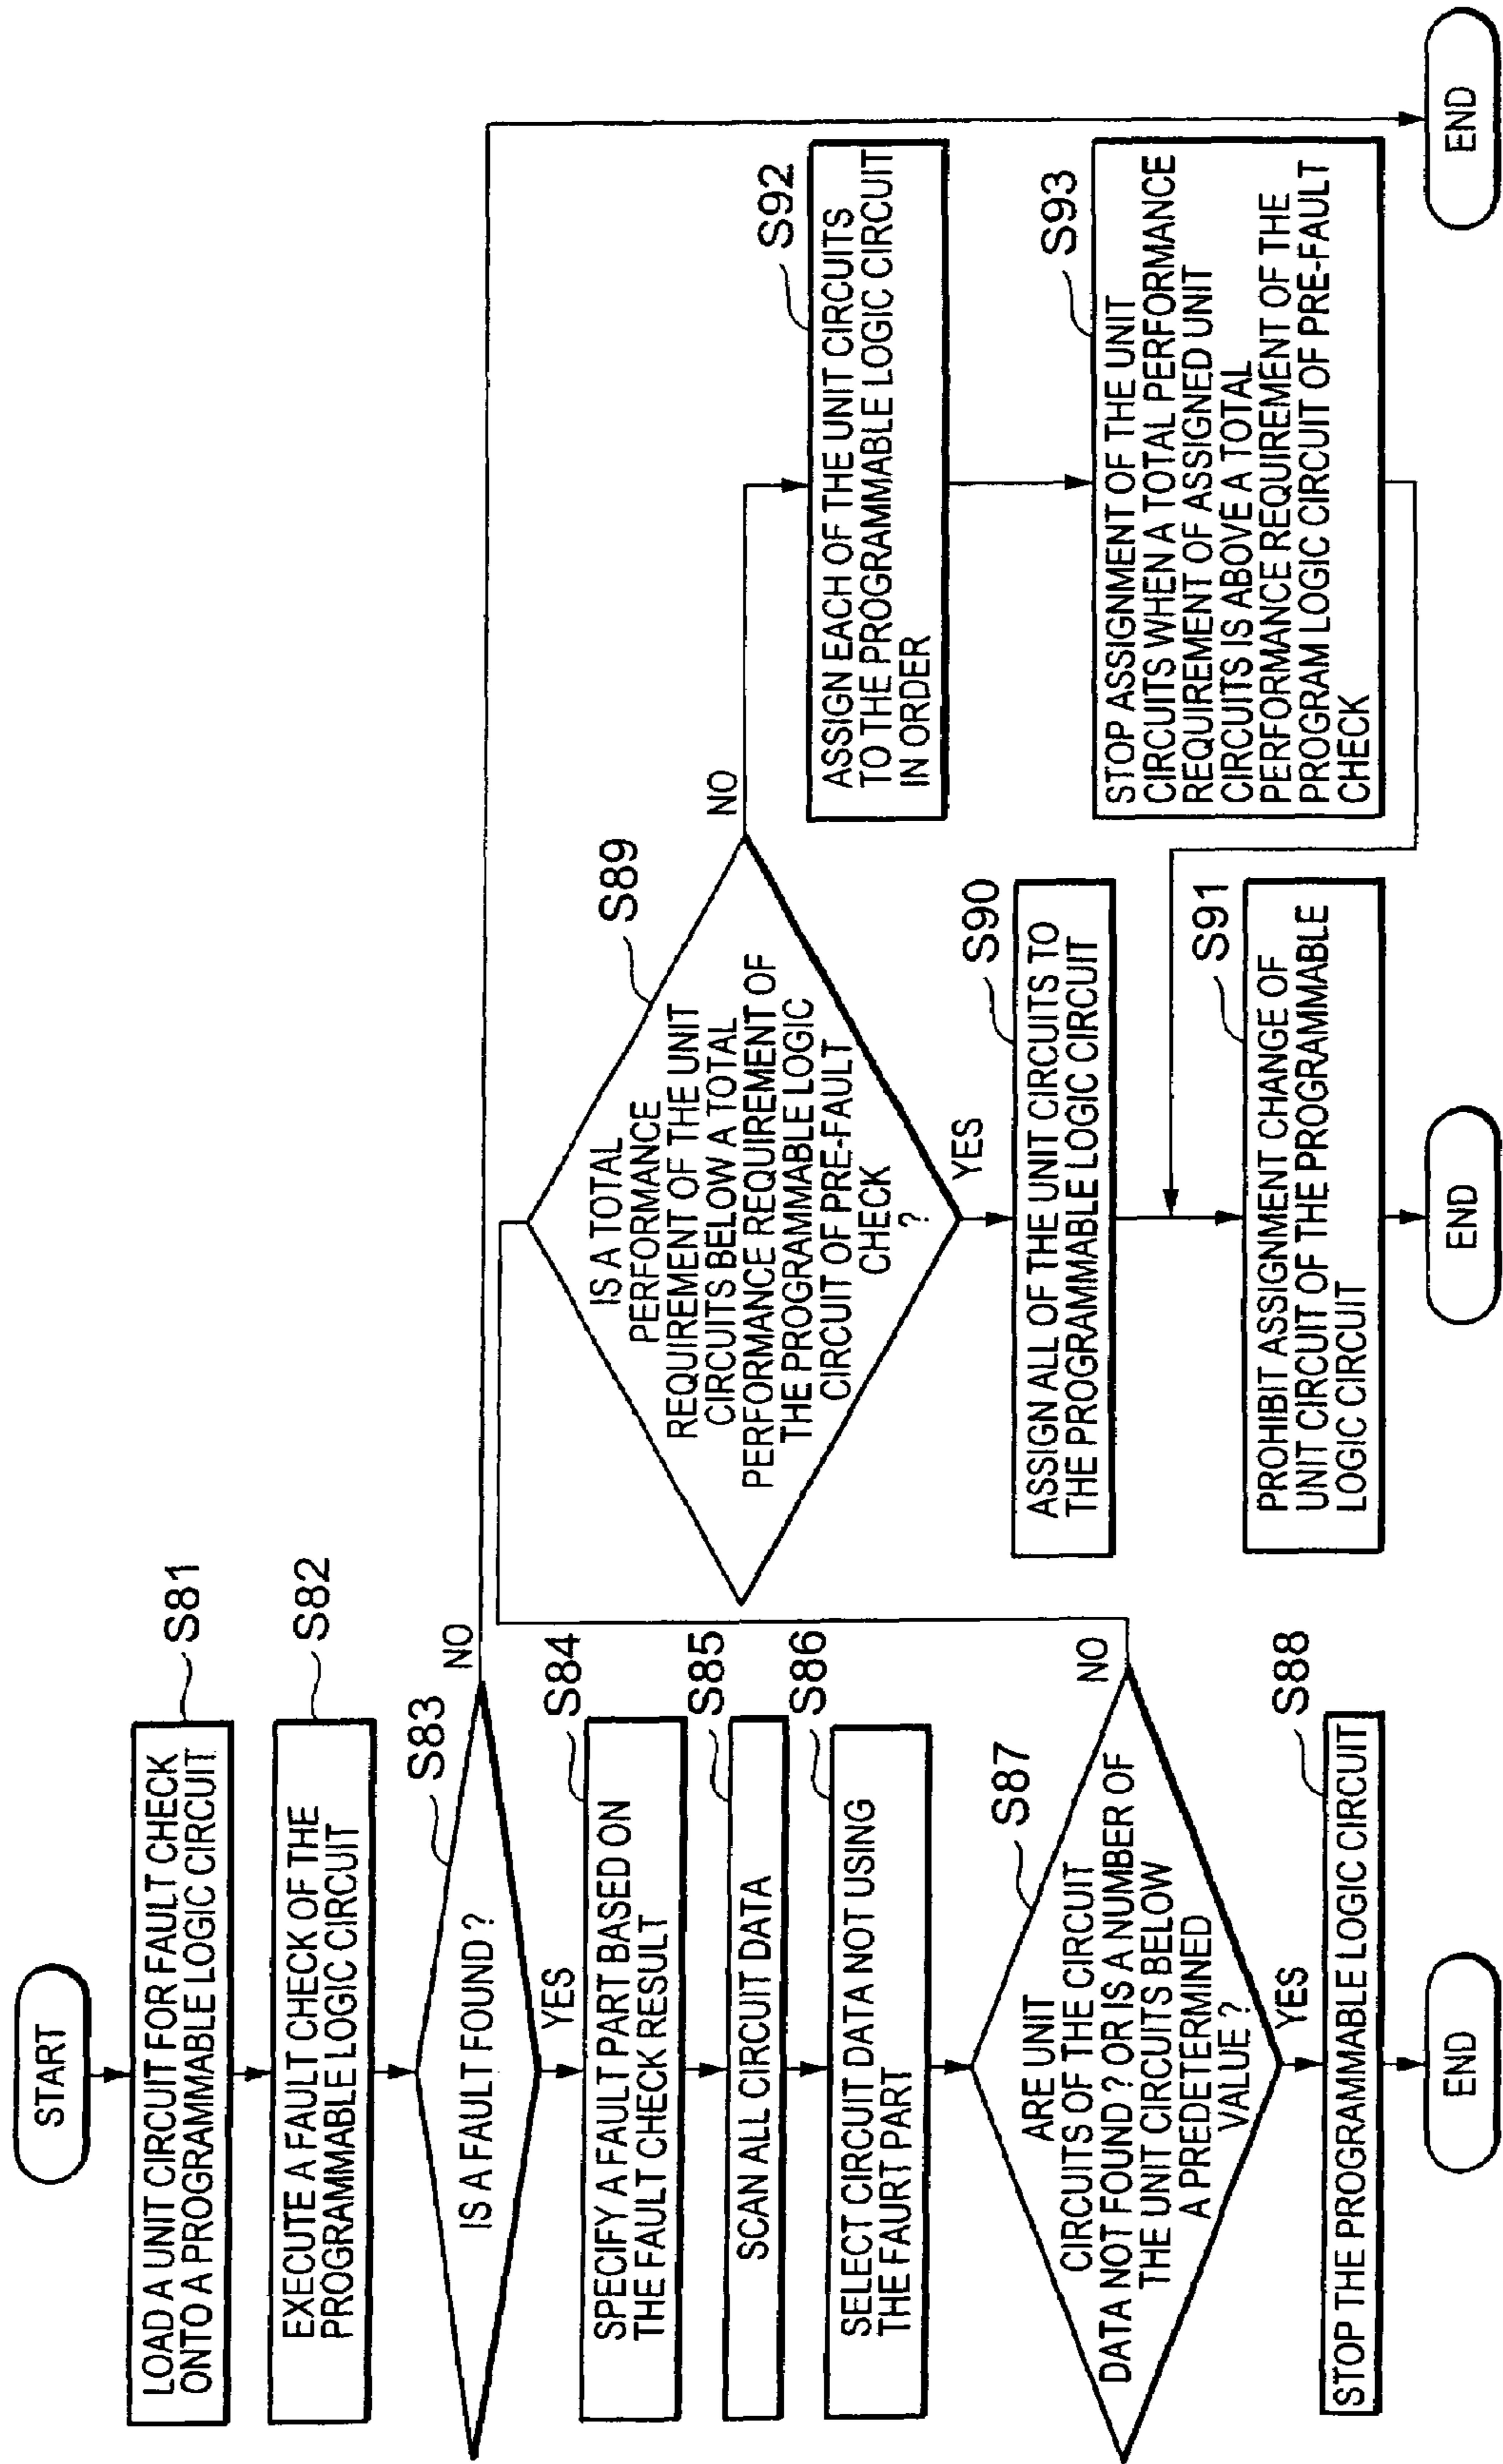 START
LOAD A UNIT CIRCUIT FOR FAULT CHECK
ONTO A PROGRAMMABLE LOGIC CIRCUIT
S81
EXECUTE A FAULT CHECK OF THE
PROGRAMMABLE LOGIC CIRCUIT
S82
IS A FAULT FOUND ?
S83
NO
YES
SPECIFY A FAULT PART BASED ON
THE FAULT CHECK RESULT
S84
SCAN ALL CIRCUIT DATA
S85
SELECT CIRCUIT DATA NOT USING
THE FAURT PART
S86
ARE UNIT
CIRCUITS OF THE CIRCUIT
DATA NOT FOUND ? OR IS A NUMBER OF
THE UNIT CIRCUITS BELOW
A PREDETERMINED
VALUE ?
S87
NO
YES
STOP THE PROGRAMMABLE LOGIC CIRCUIT
S88
END
IS A TOTAL
PERFORMANCE
REQUIREMENT OF THE UNIT
CIRCUITS BELOW A TOTAL
PERFORMANCE REQUIREMENT OF
THE PROGRAMMABLE LOGIC
CIRCUIT OF PRE-FAULT
CHECK
?
S89
NO
YES
ASSIGN ALL OF THE UNIT CIRCUITS TO
THE PROGRAMMABLE LOGIC CIRCUIT
S90
PROHIBIT ASSIGNMENT CHANGE OF
UNIT CIRCUIT OF THE PROGRAMMABLE
LOGIC CIRCUIT
S91
END
ASSIGN EACH OF THE UNIT CIRCUITS
TO THE PROGRAMMABLE LOGIC CIRCUIT
IN ORDER
S92
STOP ASSIGNMENT OF THE UNIT
CIRCUITS WHEN A TOTAL PERFORMANCE
REQUIREMENT OF ASSIGNED UNIT
CIRCUITS IS ABOVE A TOTAL
PERFORMANCE REQUIREMENT OF THE
PROGRAM LOGIC CIRCUIT OF PRE-FAULT
CHECK
S93
END